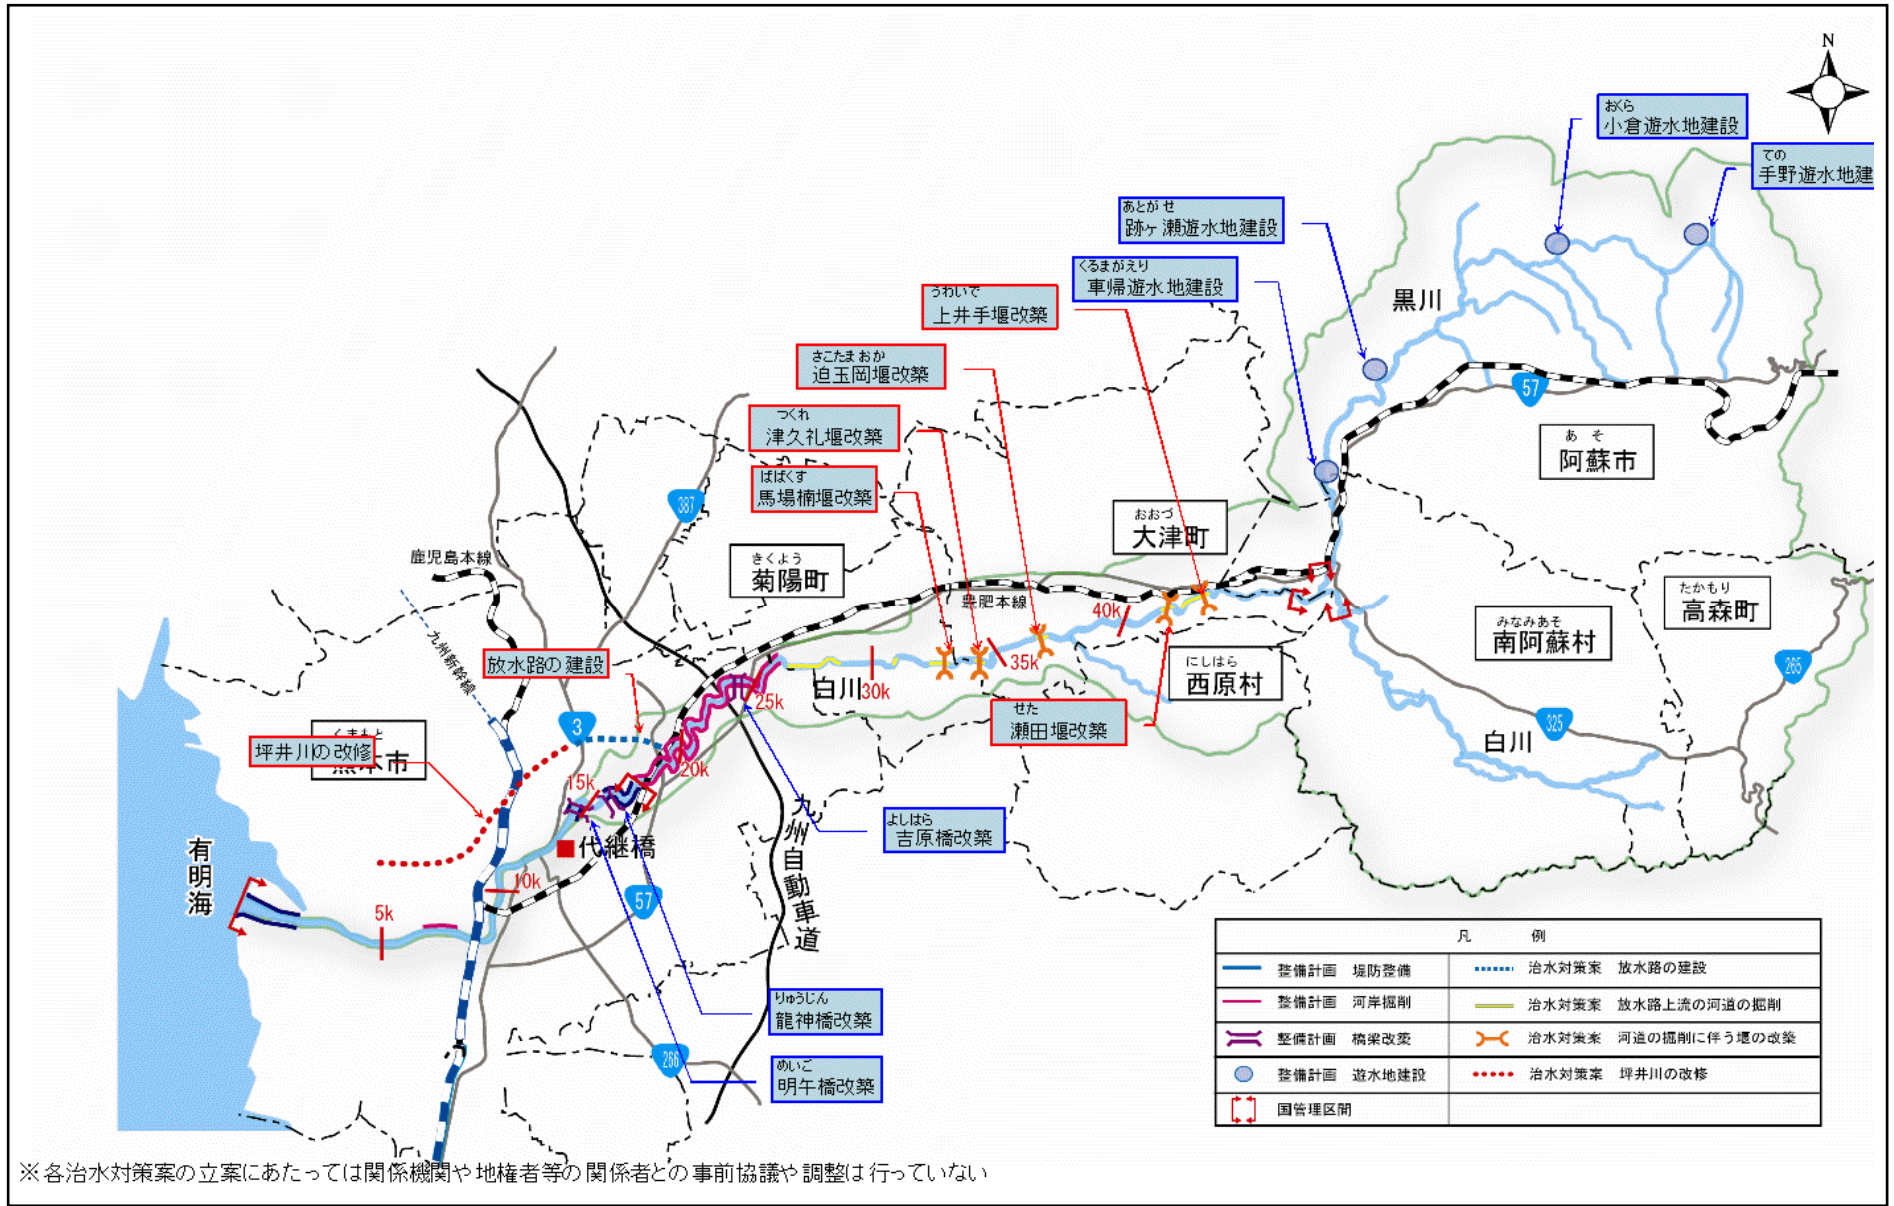 N
おくら
小倉遊水地建設
ての
手野遊水地建
あとがせ
跡ヶ瀬遊水地建設
くるまがえり
車帰遊水地建設
うわいで
上井手堰改築
さこたまおか
迫玉岡堰改築
つくれ
津久礼堰改築
ばばくす
馬場楠堰改築
黒川
57
あそ
阿蘇市
387
鹿児島本線
九州新幹線
きくよう
菊陽町
おおづ
大津町
豊肥本線
たかもり
高森町
みなみあそ
南阿蘇村
にしはら
西原村
265
325
白川
放水路の建設
白川
40k
35k
30k
25k
20k
15k
10k
5k
せた
瀬田堰改築
3
坪井川の改修
代継橋
有明海
57
九州自動車道
よしはら
吉原橋改築
りゅうじん
龍神橋改築
266
めいご
明午橋改築
凡 例
整備計画 堤防整備
治水対策案 放水路の建設
整備計画 河岸掘削
治水対策案 放水路上流の河道の掘削
整備計画 橋梁改築
治水対策案 河道の掘削に伴う堰の改築
整備計画 遊水地建設
治水対策案 坪井川の改修
国管理区間
※各治水対策案の立案にあたっては関係機関や地権者等の関係者との事前協議や調整は行っていない